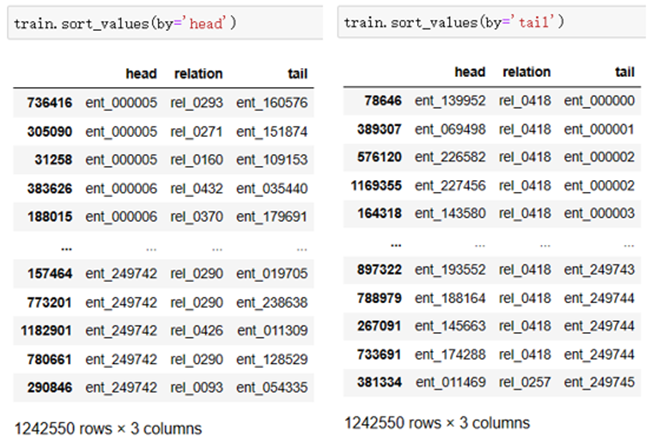 train.sort_values(by='head')
head relation tail
736416 ent_000005 rel_0293 ent_160576
305090 ent_000005 rel_0271 ent_151874
31258 ent_000005 rel_0160 ent_109153
383626 ent_000006 rel_0432 ent_035440
188015 ent_000006 rel_0370 ent_179691
... ... ... ...
157464 ent_249742 rel_0290 ent_019705
773201 ent_249742 rel_0290 ent_238638
1182901 ent_249742 rel_0426 ent_011309
780661 ent_249742 rel_0290 ent_128529
290846 ent_249742 rel_0093 ent_054335
1242550 rows × 3 columns
train.sort_values(by='tail')
head relation tail
78646 ent_139952 rel_0418 ent_000000
389307 ent_069498 rel_0418 ent_000001
576120 ent_226582 rel_0418 ent_000002
1169355 ent_227456 rel_0418 ent_000002
164318 ent_143580 rel_0418 ent_000003
... ... ... ...
897322 ent_193552 rel_0418 ent_249743
788979 ent_188164 rel_0418 ent_249744
267091 ent_145663 rel_0418 ent_249744
733691 ent_174288 rel_0418 ent_249744
381334 ent_011469 rel_0257 ent_249745
1242550 rows × 3 columns